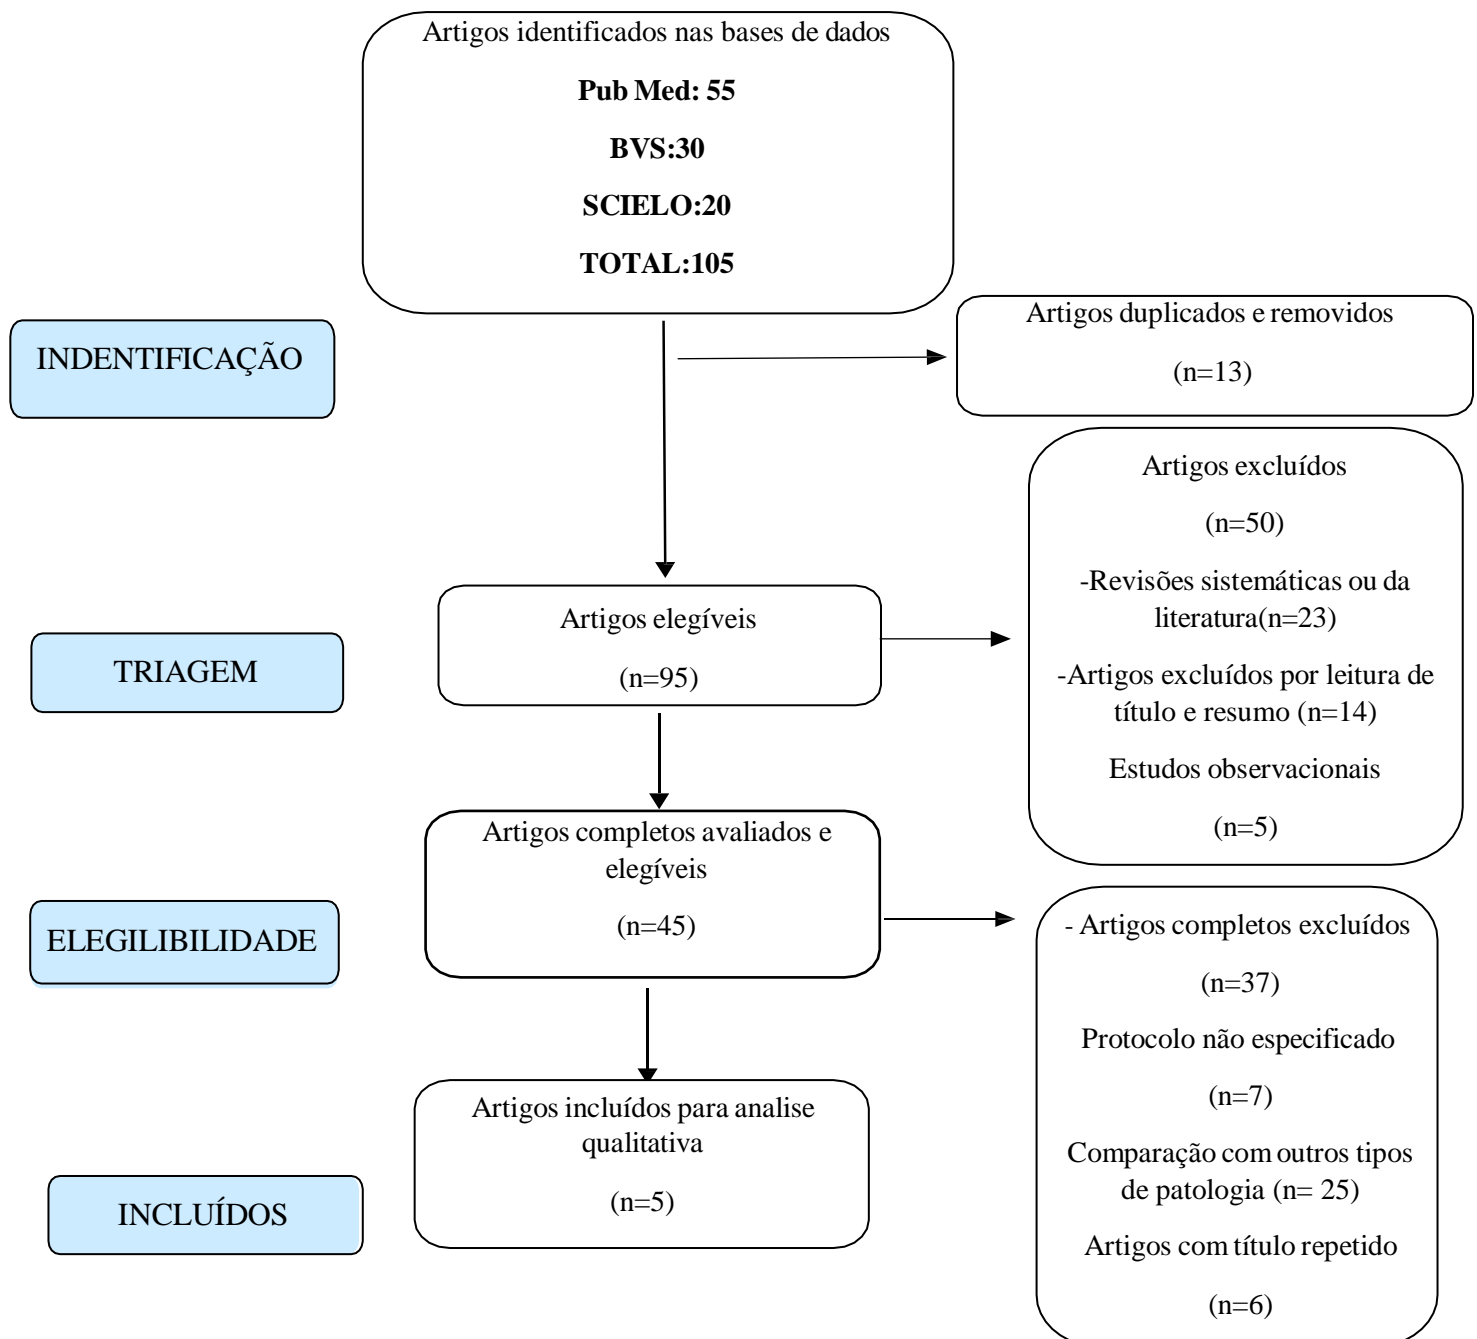 Artigos identificados nas bases de dados
Pub Med: 55
BVS:30
SCIELO:20
TOTAL:105
INDENTIFICAÇÃO
Artigos duplicados e removidos
(n=13)
Artigos excluídos
(n=50)
-Revisões sistemáticas ou da
literatura(n=23)
-Artigos excluídos por leitura de
título e resumo (n=14)
Estudos observacionais
(n=5)
TRIAGEM
Artigos elegíveis
(n=95)
ELEGILIBILIDADE
Artigos completos avaliados e
elegíveis
(n=45)
- Artigos completos excluídos
(n=37)
Protocolo não especificado
(n=7)
Comparação com outros tipos
de patologia (n= 25)
Artigos com título repetido
(n=6)
INCLUÍDOS
Artigos incluídos para analise
qualitativa
(n=5)